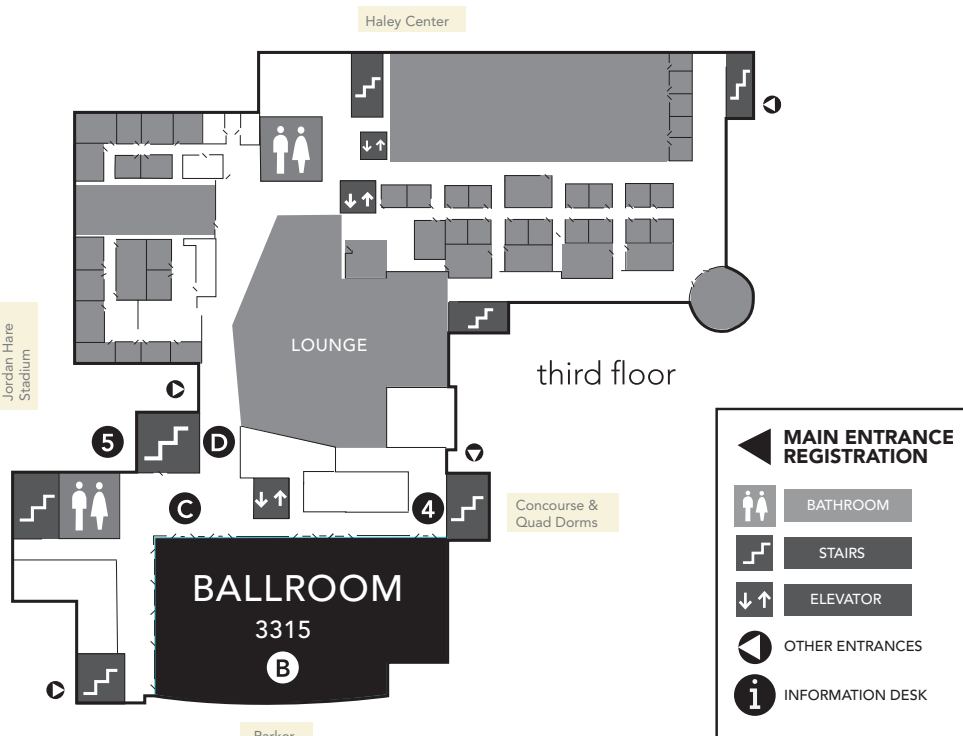 Haley Center
Jordan Hare
Stadium
LOUNGE
third floor
5
D
C
4
Concourse &
Quad Dorms
BALLROOM
3315
B
MAIN ENTRANCE
REGISTRATION
BATHROOM
STAIRS
ELEVATOR
OTHER ENTRANCES
i
INFORMATION DESK
Parker